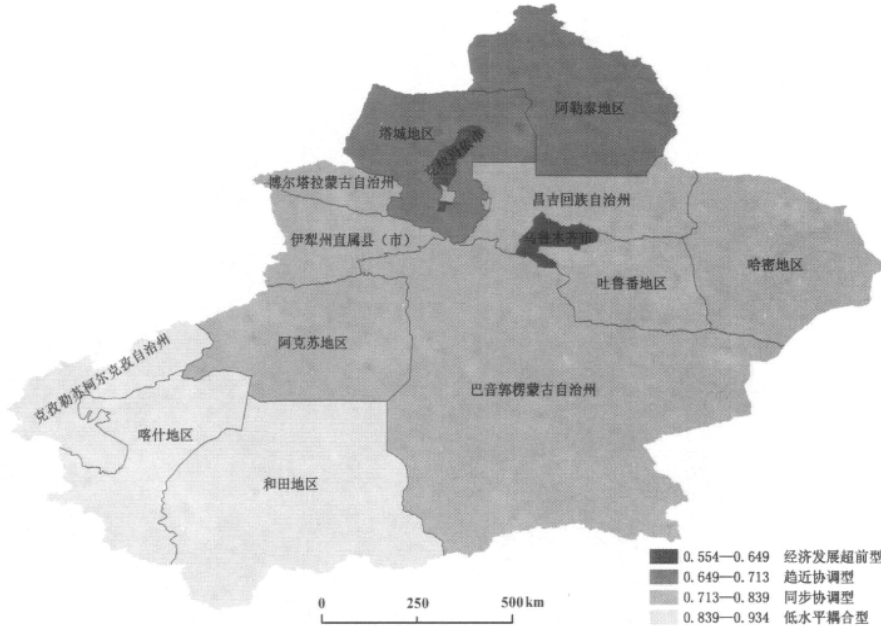 阿勒泰地区
塔城地区
克拉玛依市
博尔塔拉蒙古自治州
昌吉回族自治州
伊犁州直属县（市）
乌鲁木齐市
哈密地区
吐鲁番地区
阿克苏地区
克孜勒苏柯尔克孜自治州
巴音郭楞蒙古自治州
喀什地区
和田地区
0.554—0.649 经济发展超前型
0.649—0.713 趋近协调型
0.713—0.839 同步协调型
0.839—0.934 低水平耦合型
0 250 500km